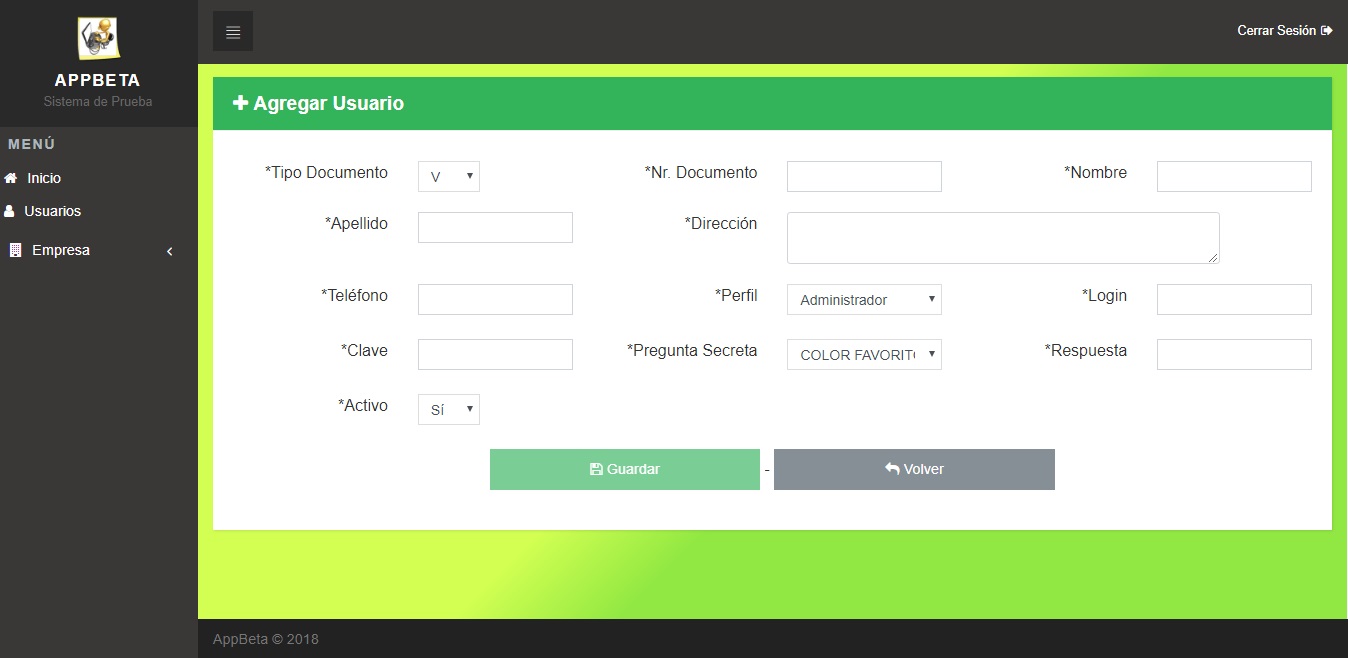 APPBETA
Sistema de Prueba
MENÚ
Inicio
Usuarios
Empresa
Cerrar Sesión
Agregar Usuario
*Tipo Documento V *Nr. Documento *Nombre
*Apellido *Dirección
*Teléfono *Perfil Administrador *Login
*Clave *Pregunta Secreta COLOR FAVORIT *Respuesta
*Activo Sí
Guardar - Volver
AppBeta © 2018